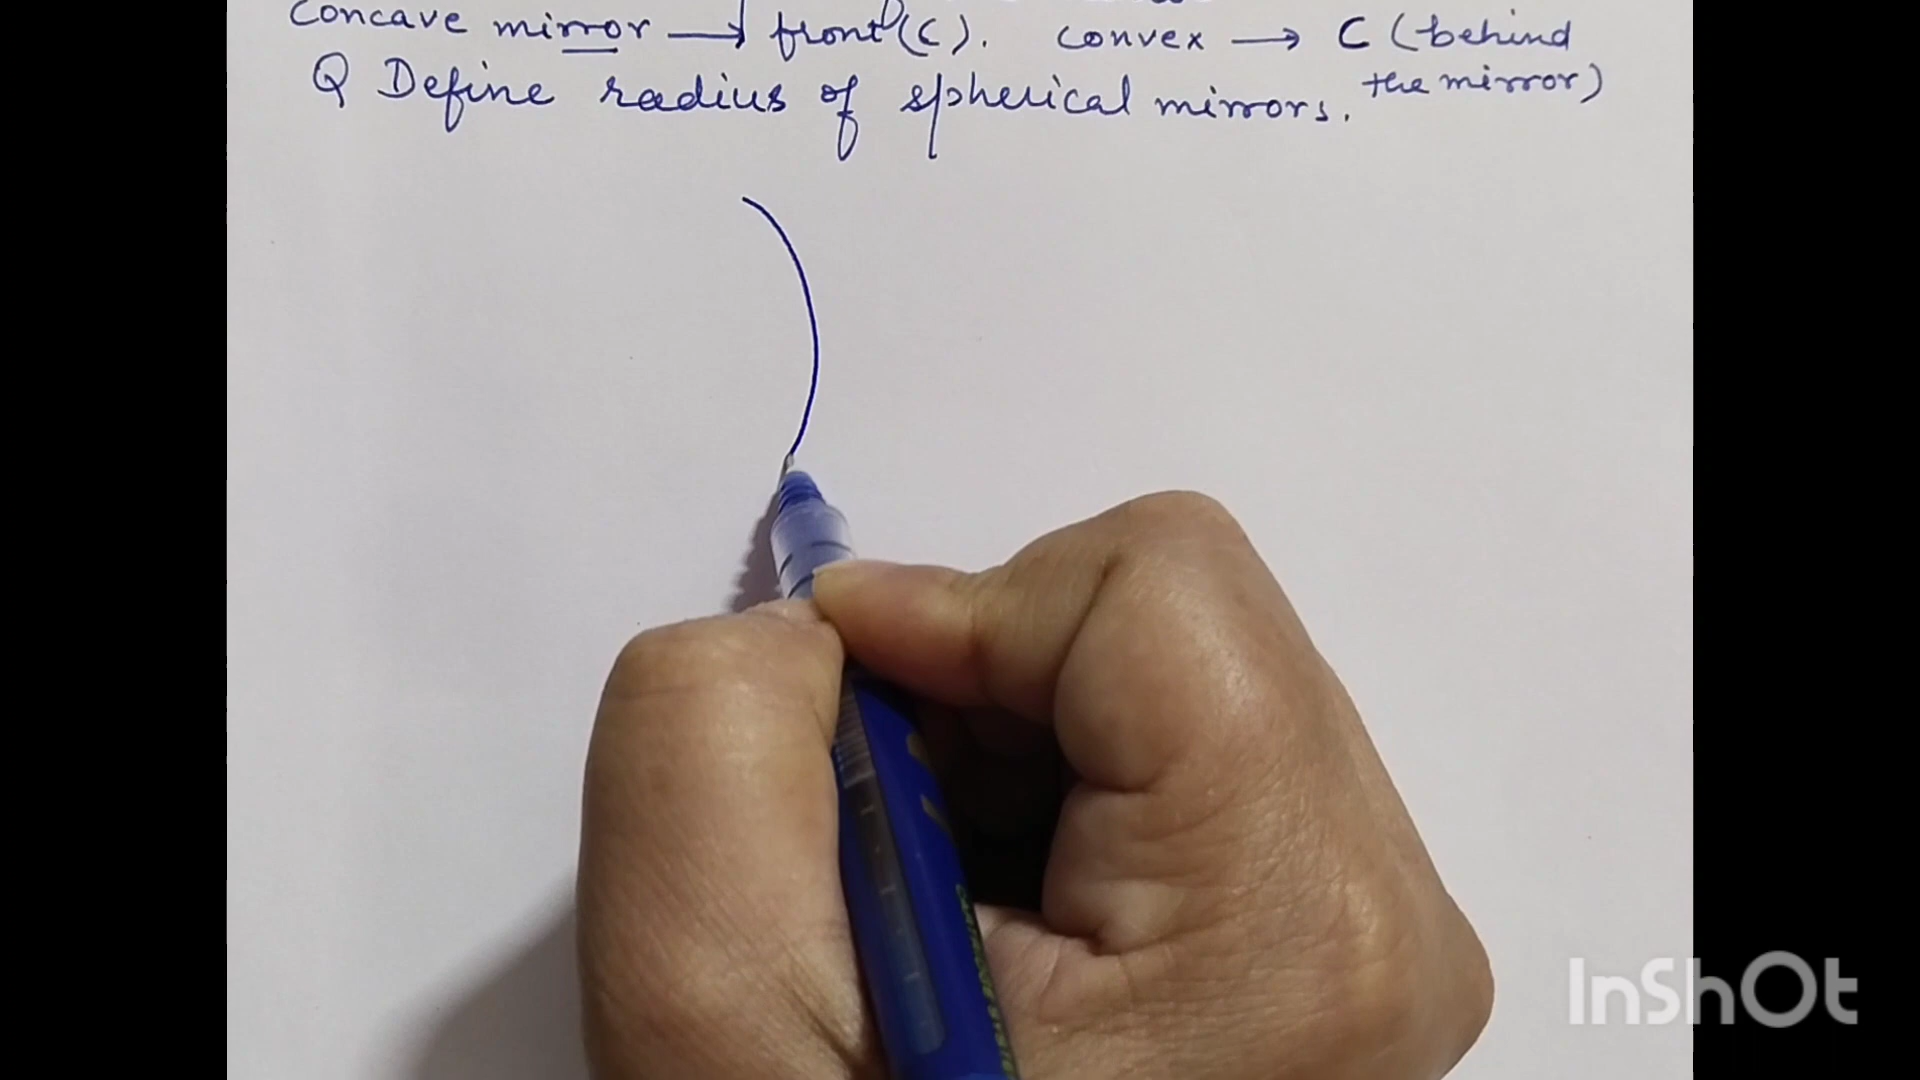 Concave mirror → front (C). convex → C (behind the mirror)
Q Define radius of spherical mirrors.
InShOt